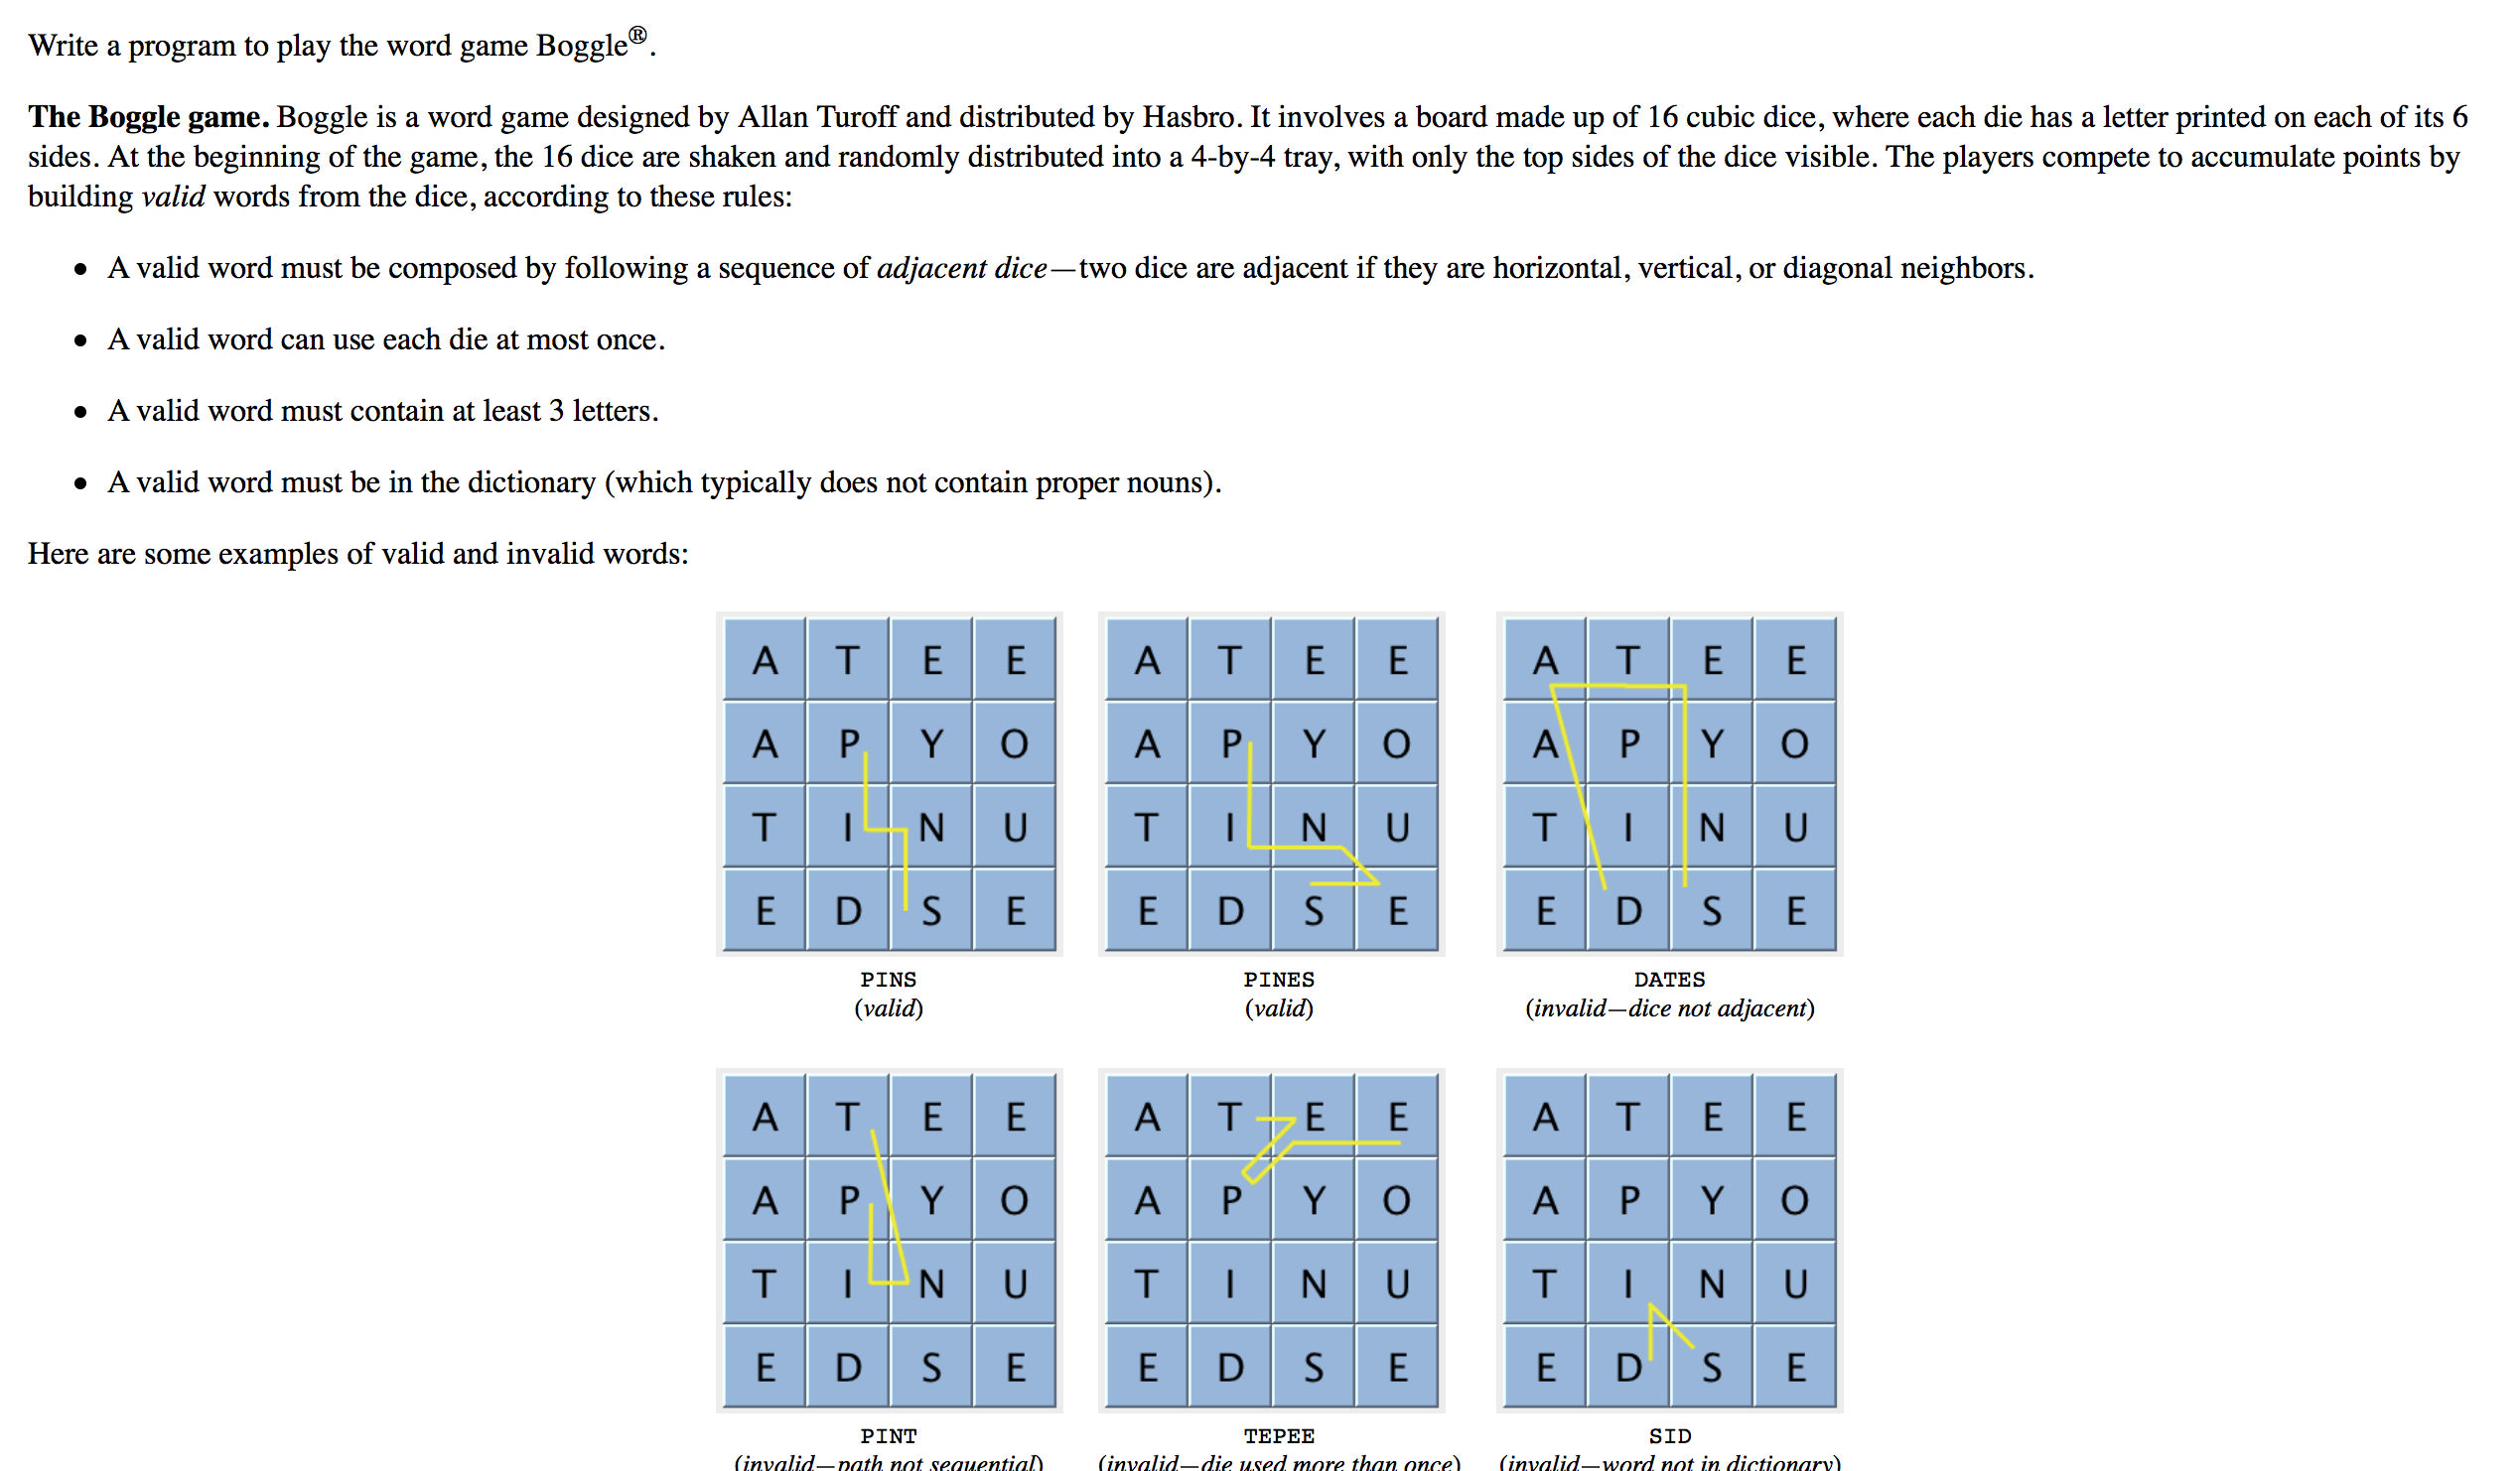 Write a program to play the word game Boggle®.
The Boggle game. Boggle is a word game designed by Allan Turoff and distributed by Hasbro. It involves a board made up of 16 cubic dice, where each die has a letter printed on each of its 6
sides. At the beginning of the game, the 16 dice are shaken and randomly distributed into a 4-by-4 tray, with only the top sides of the dice visible. The players compete to accumulate points by
building valid words from the dice, according to these rules:
• A valid word must be composed by following a sequence of adjacent dice—two dice are adjacent if they are horizontal, vertical, or diagonal neighbors.
• A valid word can use each die at most once.
• A valid word must contain at least 3 letters.
• A valid word must be in the dictionary (which typically does not contain proper nouns).
Here are some examples of valid and invalid words:
A T E E
A P Y O
T I N U
E D S E
PINS
(valid)
A T E E
A P Y O
T I N U
E D S E
PINES
(valid)
A T E E
A P Y O
T I N U
E D S E
DATES
(invalid—dice not adjacent)
A T E E
A P Y O
T I N U
E D S E
PINT
(invalid—path not sequential)
A T E E
A P Y O
T I N U
E D S E
TEPEE
(invalid—die used more than once)
A T E E
A P Y O
T I N U
E D S E
SID
(invalid—word not in dictionary)